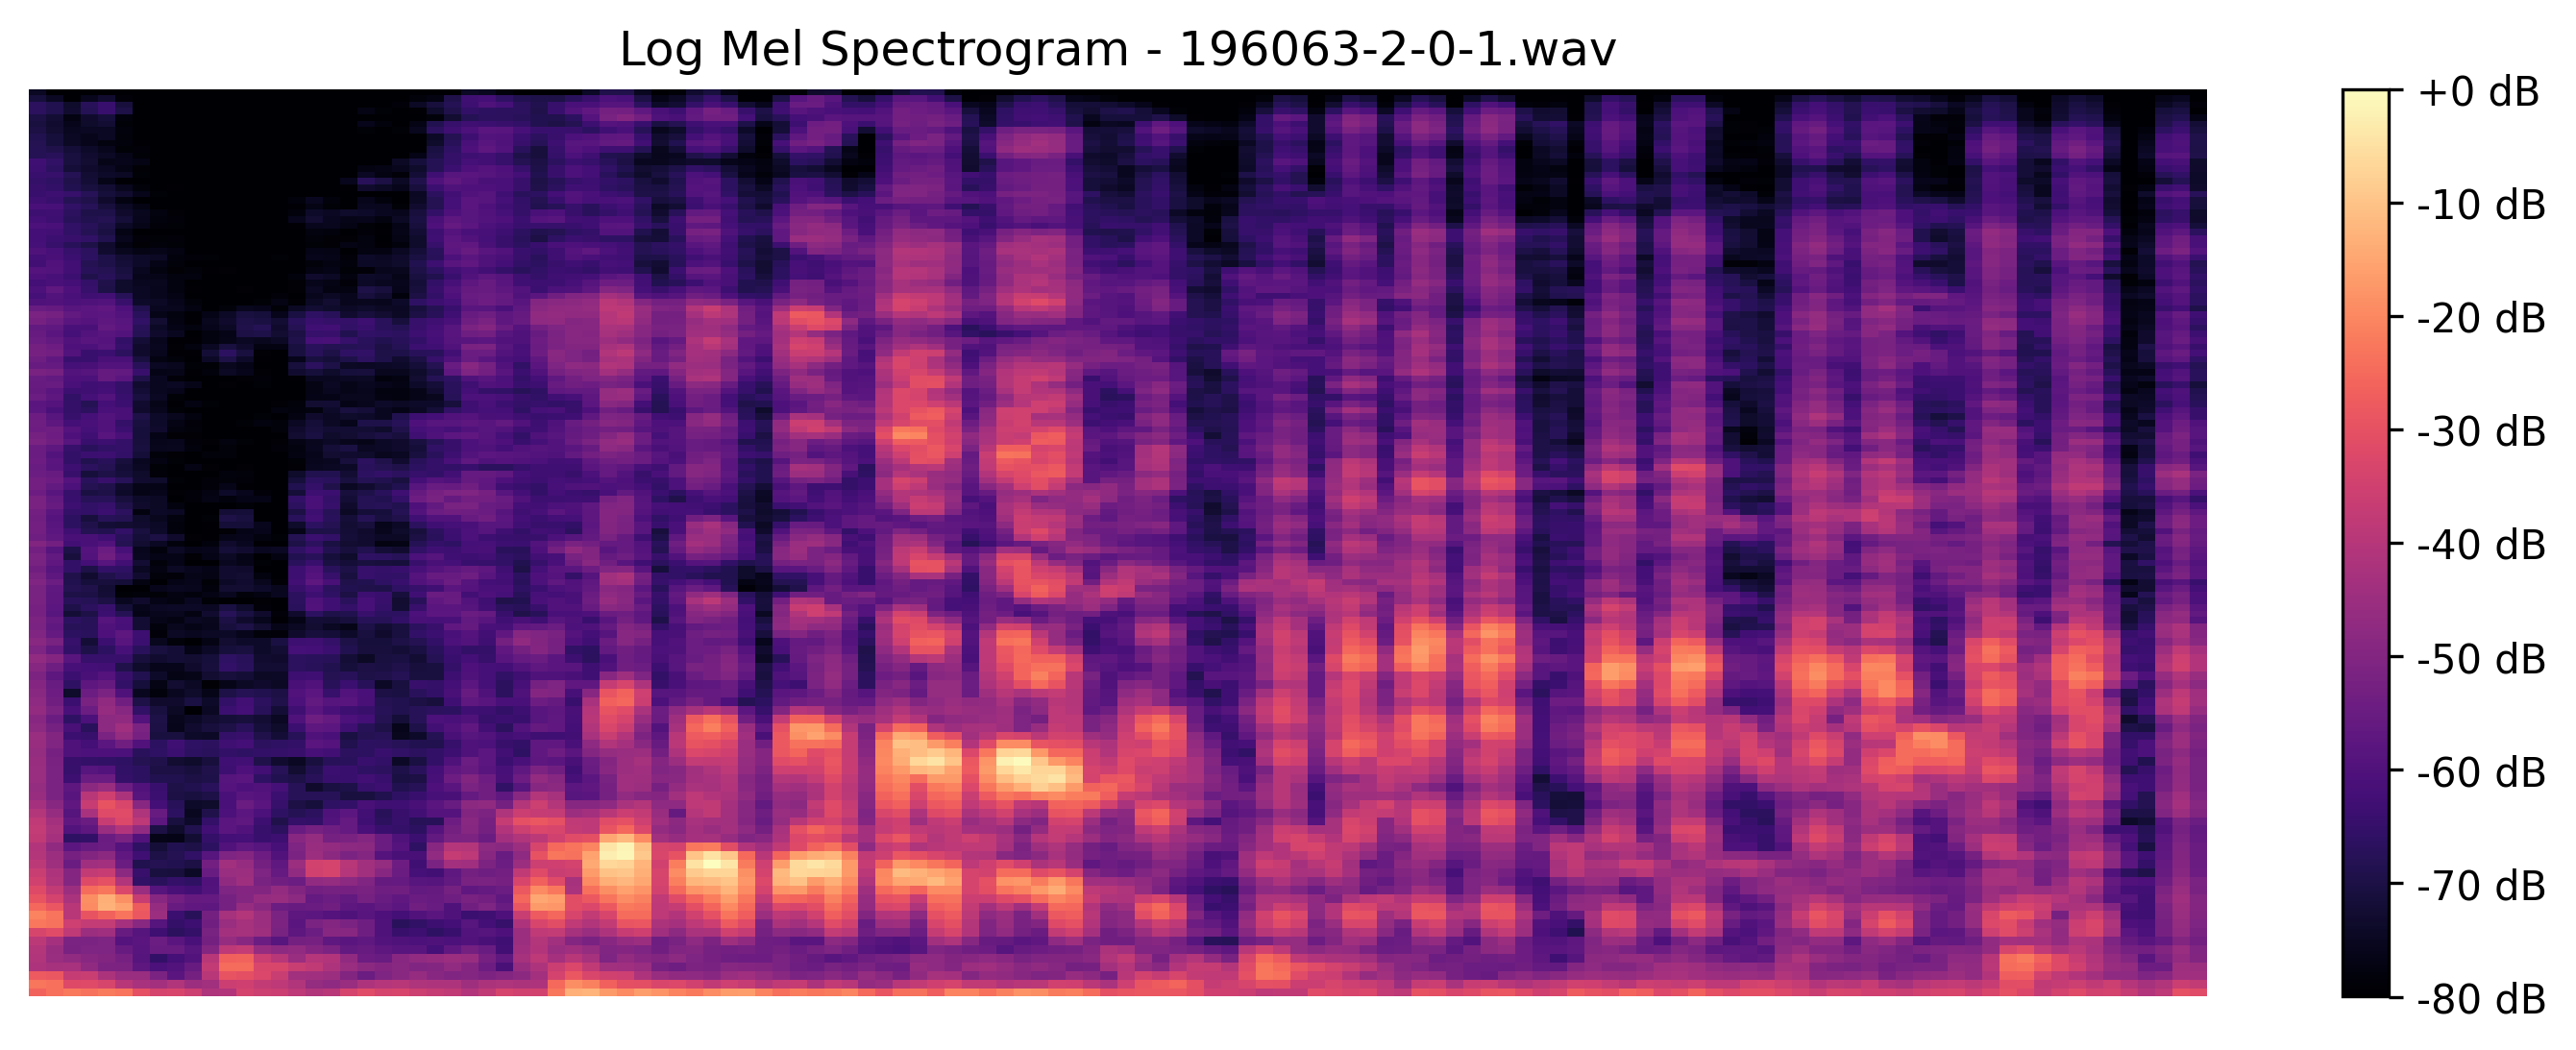 Log Mel Spectrogram - 196063-2-0-1.wav
+0 dB
-10 dB
-20 dB
-30 dB
-40 dB
-50 dB
-60 dB
-70 dB
-80 dB